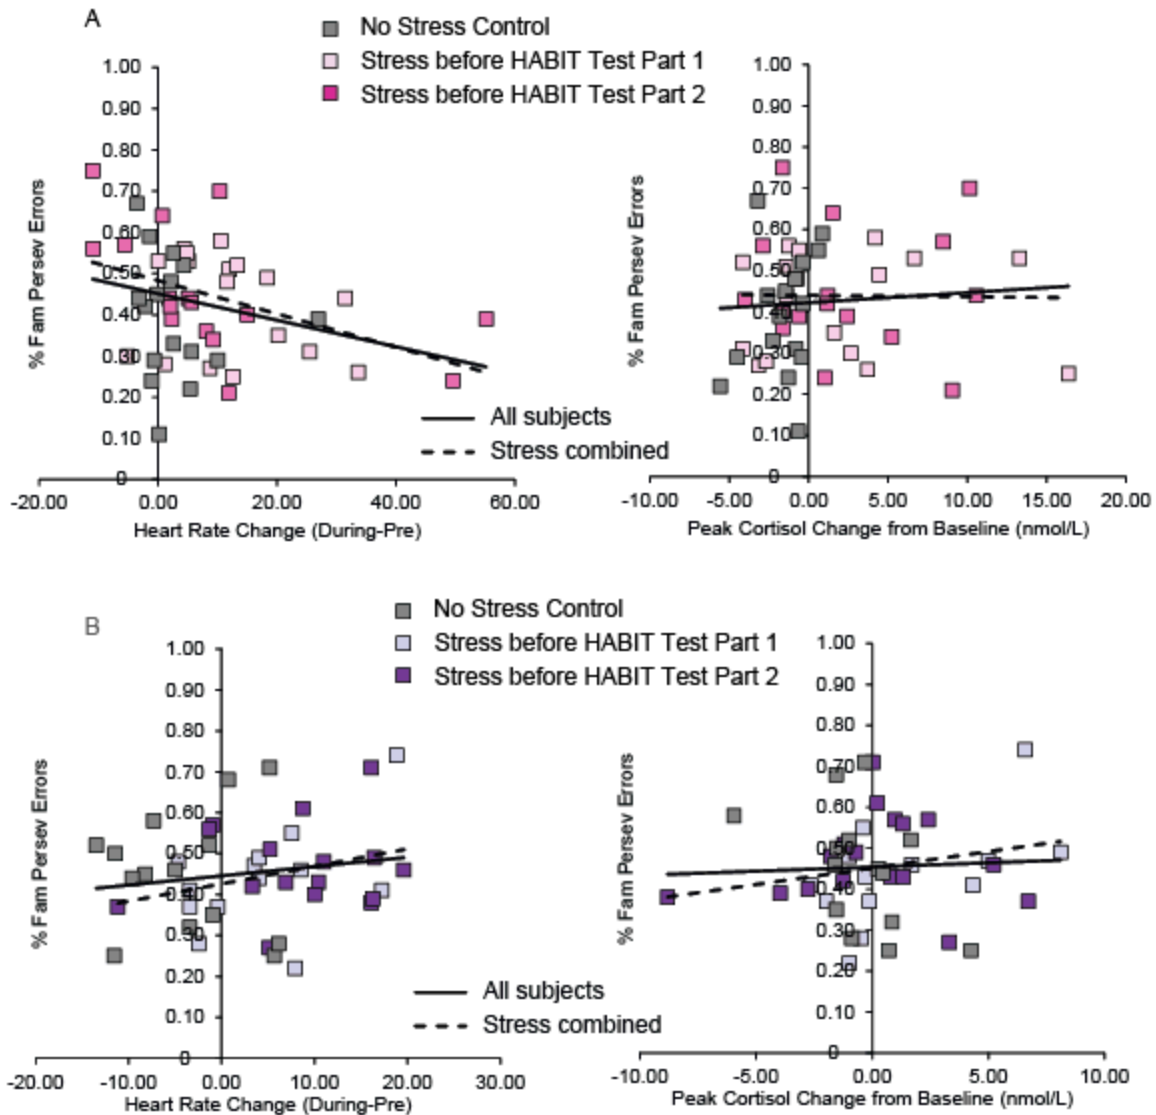 A
No Stress Control
Stress before HABIT Test Part 1
Stress before HABIT Test Part 2
% Fam Persev Errors
1.00
0.90
0.80
0.70
0.60
0.50
0.40
0.30
0.20
0.10
0
-20.00 0.00 20.00 40.00 60.00
Heart Rate Change (During-Pre)
All subjects
Stress combined
% Fam Persev Errors
1.00
0.90
0.80
0.70
0.60
0.50
0.40
0.30
0.20
0.10
0
-10.00 -5.00 0.00 5.00 10.00 15.00 20.00
Peak Cortisol Change from Baseline (nmol/L)
B
No Stress Control
Stress before HABIT Test Part 1
Stress before HABIT Test Part 2
% Fam Persev Errors
1.00
0.90
0.80
0.70
0.60
0.50
0.40
0.30
0.20
0.10
0
-20.00 -10.00 0.00 10.00 20.00 30.00
Heart Rate Change (During-Pre)
All subjects
Stress combined
% Fam Persev Errors
1.00
0.90
0.80
0.70
0.60
0.50
0.40
0.30
0.20
0.10
0
-10.00 -5.00 0.00 5.00 10.00
Peak Cortisol Change from Baseline (nmol/L)